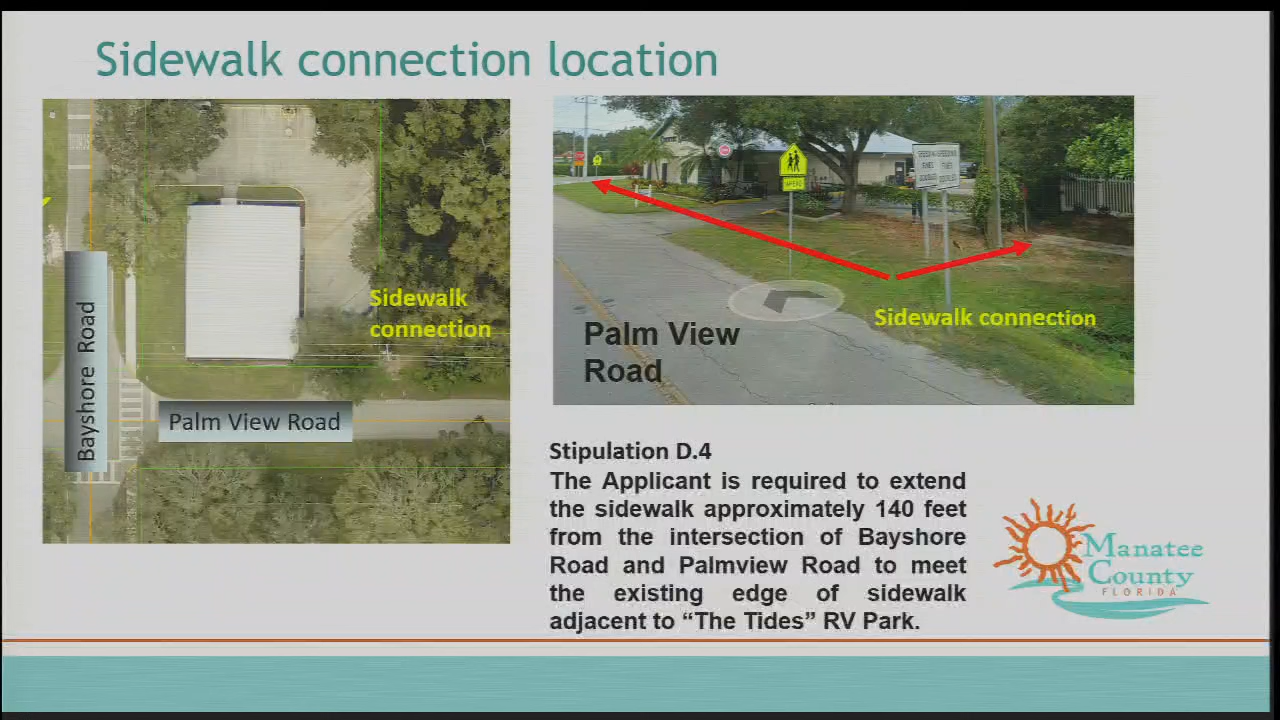 Sidewalk connection location
Sidewalk
connection
Bayshore Road
Palm View Road
AHEAD
Palm View
Road
Sidewalk connection
Stipulation D.4
The Applicant is required to extend
the sidewalk approximately 140 feet
from the intersection of Bayshore
Road and Palmview Road to meet
the existing edge of sidewalk
adjacent to “The Tides” RV Park.
Manatee
County
FLORIDA